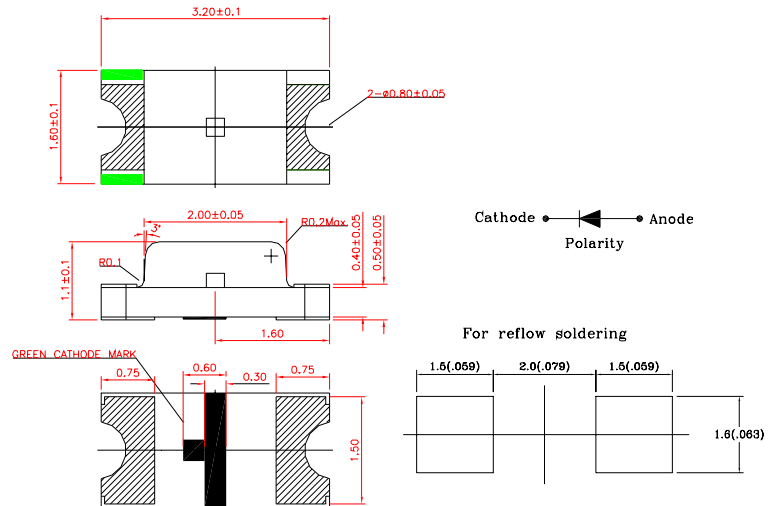 3.20±0.1
1.60±0.1
2-ø0.80±0.05
2.00±0.05
3°
R0.2Max
R0.1
1.1±0.1
0.40±0.05
0.50±0.05
1.60
Cathode
Anode
Polarity
For reflow soldering
GREEN CATHODE MARK
0.75
0.60
0.30
0.75
1.50
1.5(.059)
2.0(.079)
1.5(.059)
1.6(.063)